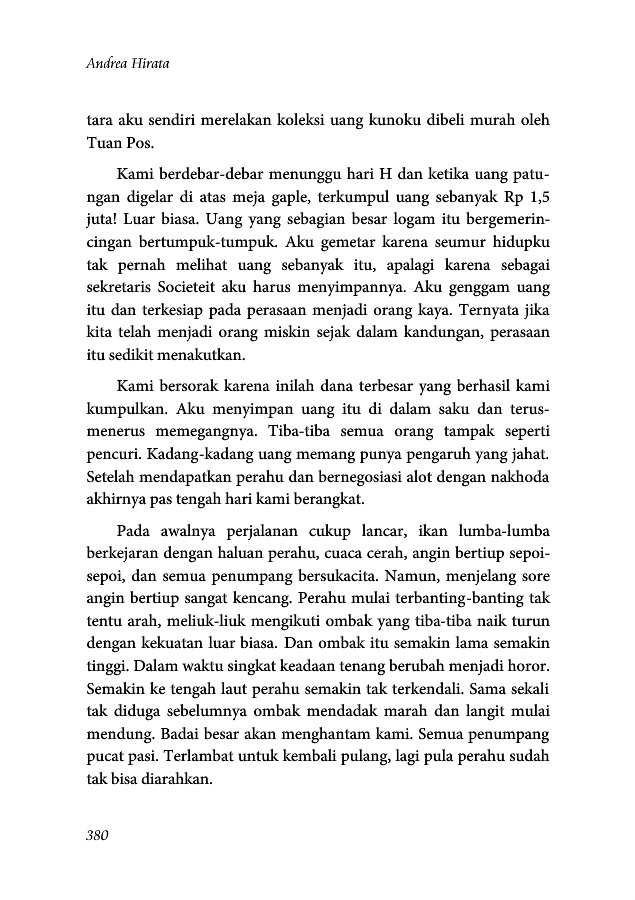 Andrea Hirata
tara aku sendiri merelakan koleksi uang kunoku dibeli murah oleh
Tuan Pos.
Kami berdebar-debar menunggu hari H dan ketika uang patu-
ngan digelar di atas meja gaple, terkumpul uang sebanyak Rp 1,5
juta! Luar biasa. Uang yang sebagian besar logam itu bergemerin-
cingan bertumpuk-tumpuk. Aku gemetar karena seumur hidupku
tak pernah melihat uang sebanyak itu, apalagi karena sebagai
sekretaris Societeit aku harus menyimpannya. Aku genggam uang
itu dan terkesiap pada perasaan menjadi orang kaya. Ternyata jika
kita telah menjadi orang miskin sejak dalam kandungan, perasaan
itu sedikit menakutkan.
Kami bersorak karena inilah dana terbesar yang berhasil kami
kumpulkan. Aku menyimpan uang itu di dalam saku dan terus-
menerus memegangnya. Tiba-tiba semua orang tampak seperti
pencuri. Kadang-kadang uang memang punya pengaruh yang jahat.
Setelah mendapatkan perahu dan bernegosiasi alot dengan nakhoda
akhirnya pas tengah hari kami berangkat.
Pada awalnya perjalanan cukup lancar, ikan lumba-lumba
berkejaran dengan haluan perahu, cuaca cerah, angin bertiup sepoi-
sepoi, dan semua penumpang bersukacita. Namun, menjelang sore
angin bertiup sangat kencang. Perahu mulai terbanting-banting tak
tentu arah, meliuk-liuk mengikuti ombak yang tiba-tiba naik turun
dengan kekuatan luar biasa. Dan ombak itu semakin lama semakin
tinggi. Dalam waktu singkat keadaan tenang berubah menjadi horor.
Semakin ke tengah laut perahu semakin tak terkendali. Sama sekali
tak diduga sebelumnya ombak mendadak marah dan langit mulai
mendung. Badai besar akan menghantam kami. Semua penumpang
pucat pasi. Terlambat untuk kembali pulang, lagi pula perahu sudah
tak bisa diarahkan.
380